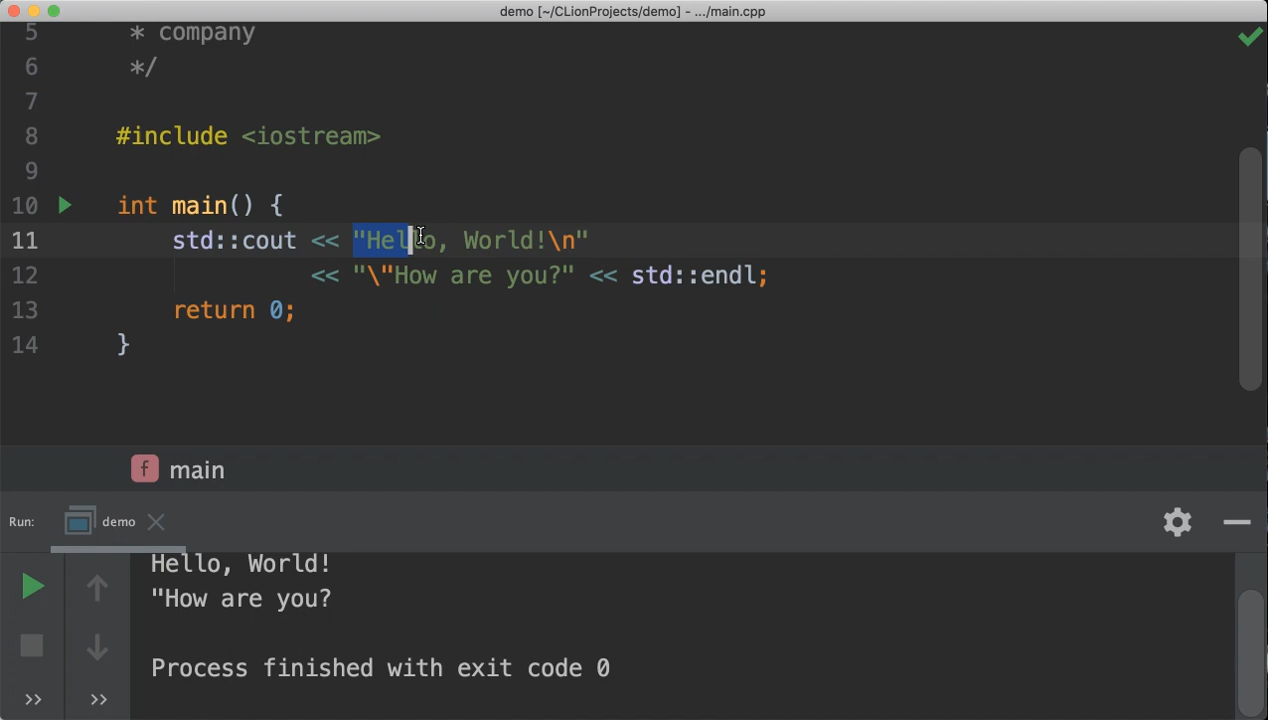 demo [~/CLionProjects/demo] - .../main.cpp
5 * company
6 */
7
8 #include <iostream>
9
10 int main() {
11 std::cout << "Hello, World!\n"
12 << "\"How are you?" << std::endl;
13 return 0;
14 }
f main
Run: demo
Hello, World!
"How are you?
Process finished with exit code 0